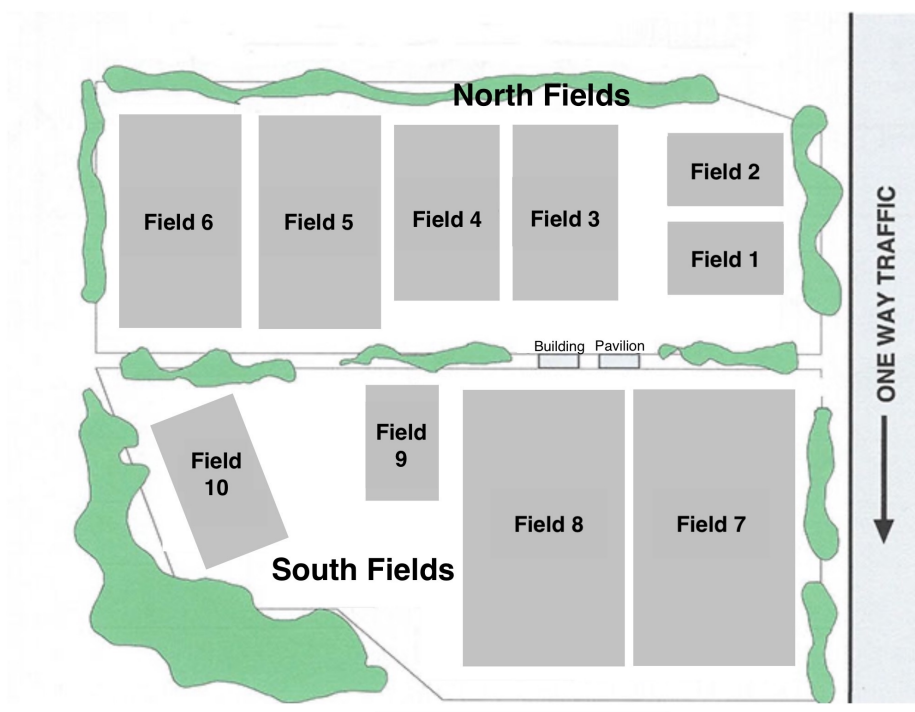 North Fields
Field 6
Field 5
Field 4
Field 3
Field 2
Field 1
ONE WAY TRAFFIC
Building
Pavilion
Field
10
Field
9
Field 8
Field 7
South Fields